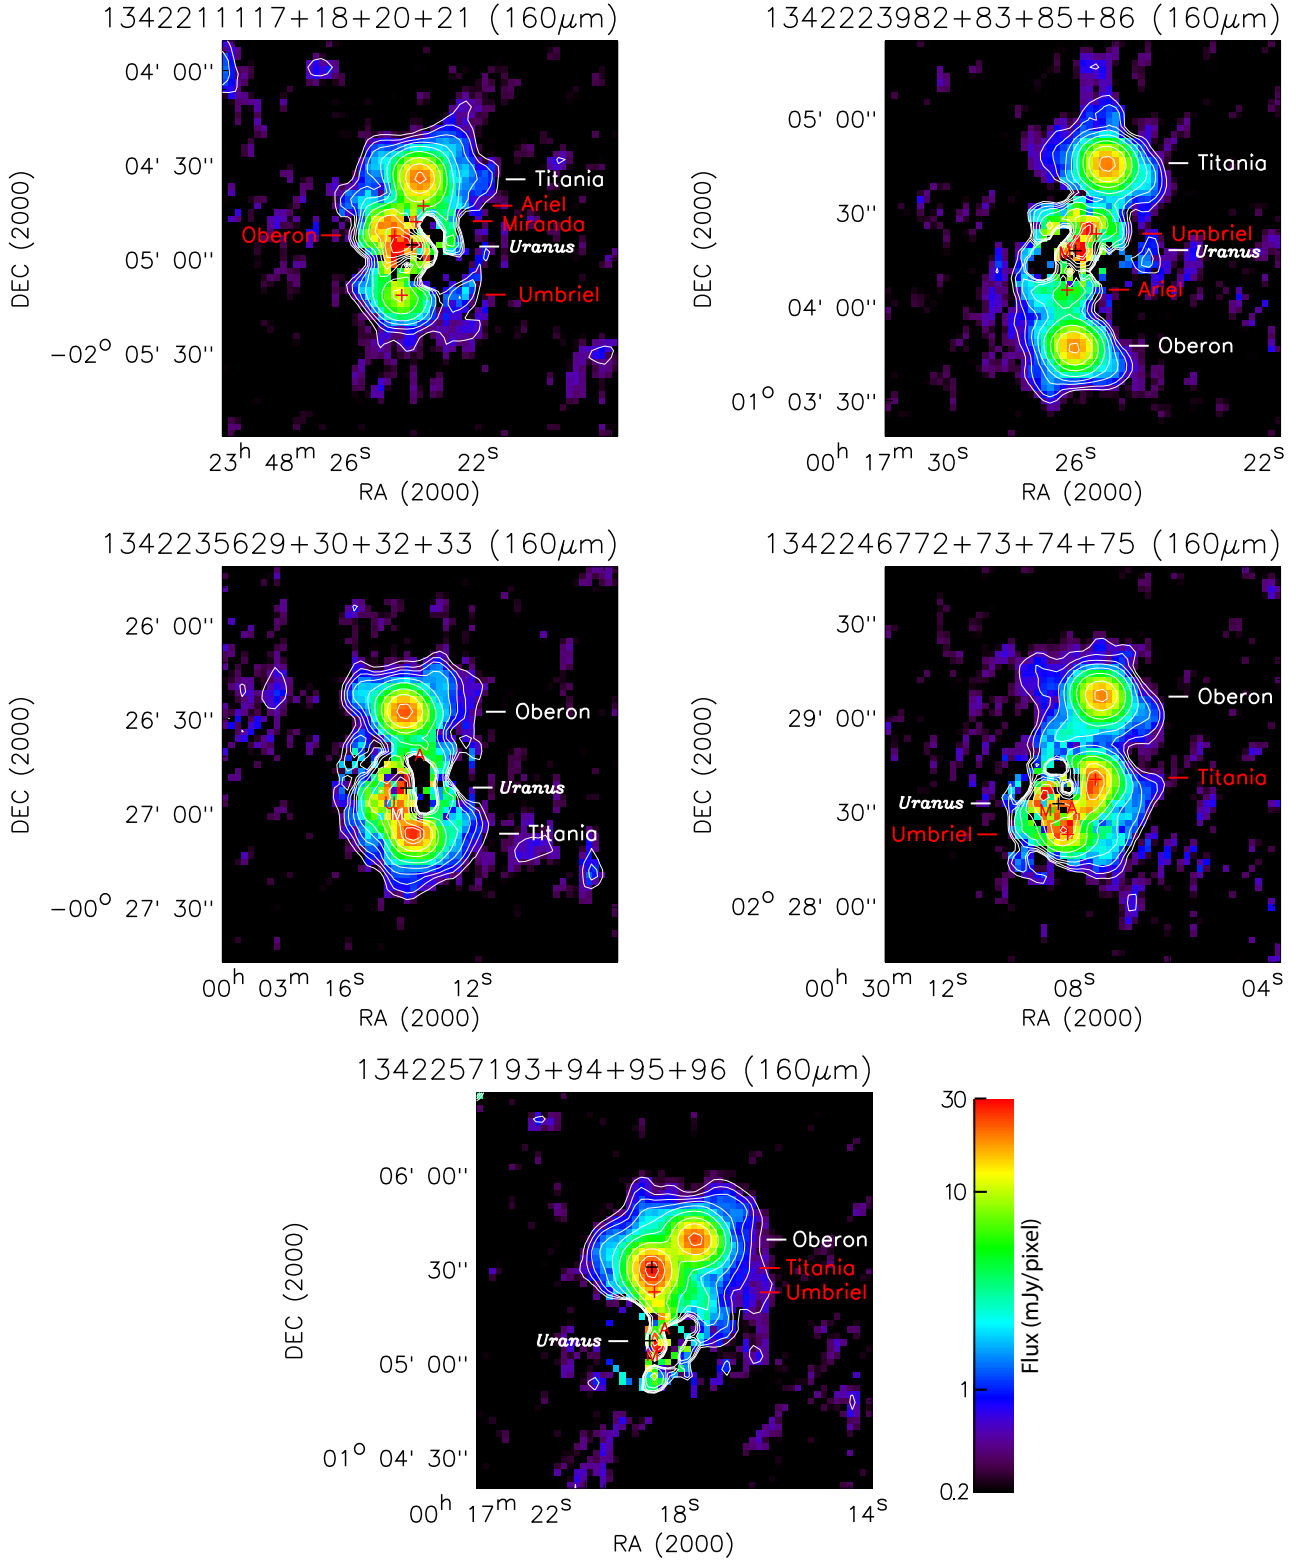 1342211117+18+20+21 (160μm)
04' 00''
04' 30''
05' 00''
−02° 05' 30''
DEC (2000)
Titania
Ariel
Miranda
Oberon
Uranus
Umbriel
23ʰ 48ᵐ 26ˢ 22ˢ
RA (2000)
1342223982+83+85+86 (160μm)
05' 00''
30''
04' 00''
01° 03' 30''
DEC (2000)
Titania
Umbriel
Uranus
Ariel
Oberon
M
00ʰ 17ᵐ 30ˢ 26ˢ 22ˢ
RA (2000)
1342235629+30+32+33 (160μm)
26' 00''
26' 30''
27' 00''
−00° 27' 30''
DEC (2000)
Oberon
A
Uranus
U
M
Titania
00ʰ 03ᵐ 16ˢ 12ˢ
RA (2000)
1342246772+73+74+75 (160μm)
30''
29' 00''
30''
02° 28' 00''
DEC (2000)
Oberon
Titania
Uranus
M A
Umbriel
00ʰ 30ᵐ 12ˢ 08ˢ 04ˢ
RA (2000)
1342257193+94+95+96 (160μm)
06' 00''
30''
05' 00''
01° 04' 30''
DEC (2000)
Oberon
Titania
Umbriel
A
Uranus
M
00ʰ 17ᵐ 22ˢ 18ˢ 14ˢ
RA (2000)
30
10
1
0.2
Flux (mJy/pixel)